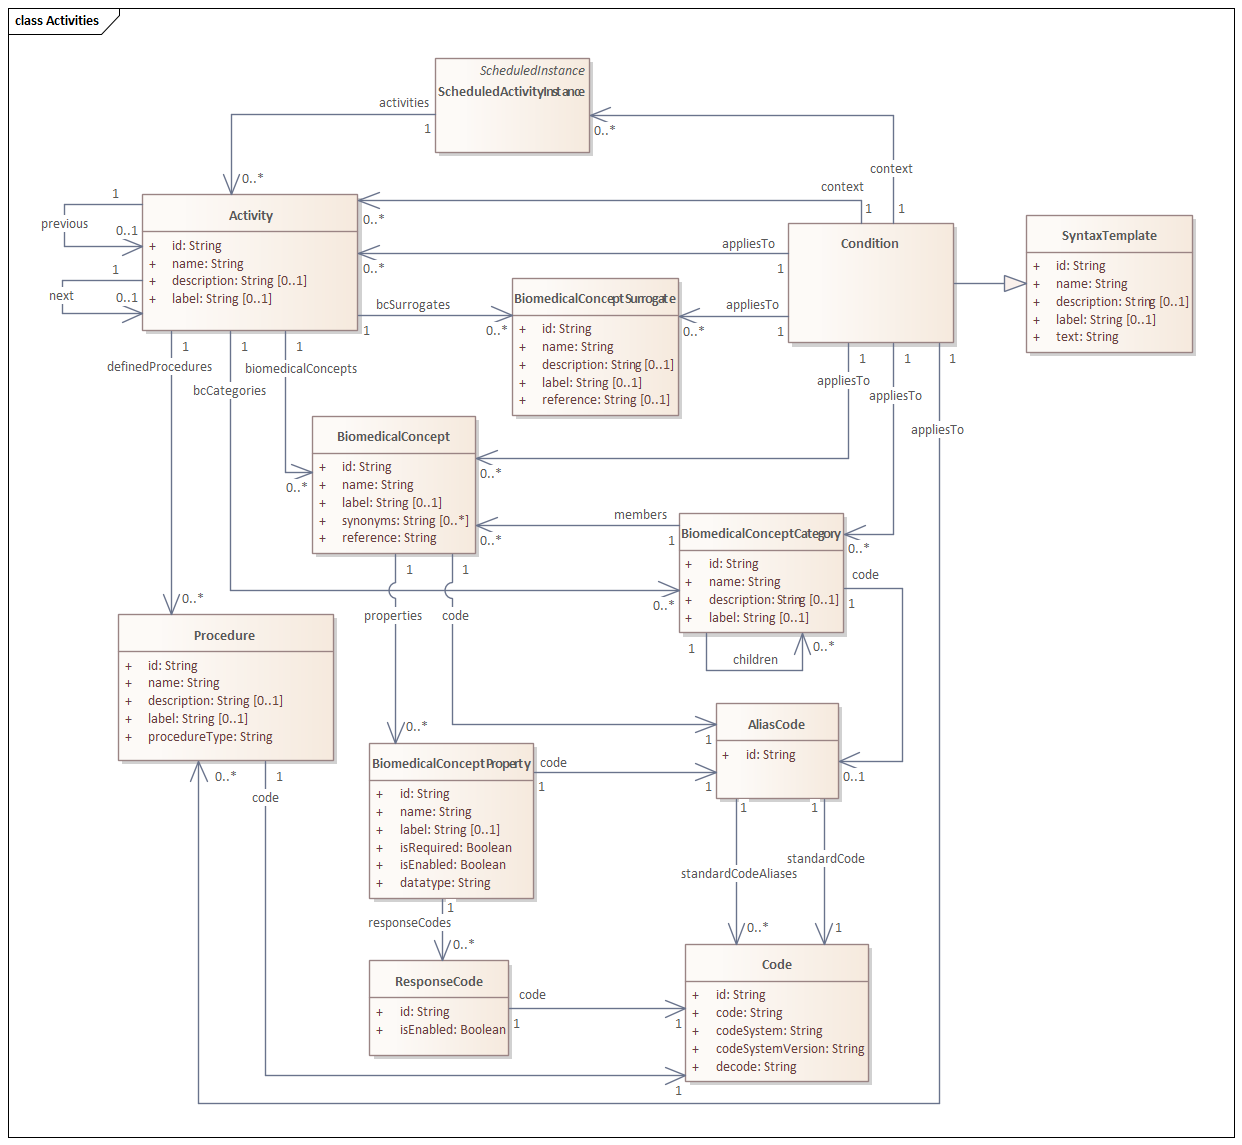 class Activities
ScheduledInstance
ScheduledActivityInstance
activities
1
0..*
0..*
context
1
context
1
0..*
Activity
+ id: String
+ name: String
+ description: String [0..1]
+ label: String [0..1]
1
previous
0..1
1
next
0..1
Condition
appliesTo
1
0..*
SyntaxTemplate
+ id: String
+ name: String
+ description: String [0..1]
+ label: String [0..1]
+ text: String
bcSurrogates
1
0..*
BiomedicalConceptSurrogate
+ id: String
+ name: String
+ description: String [0..1]
+ label: String [0..1]
+ reference: String [0..1]
appliesTo
1
0..*
1
definedProcedures
0..*
1
bcCategories
0..*
1
biomedicalConcepts
0..*
1
appliesTo
0..*
1
appliesTo
0..*
1
appliesTo
0..*
BiomedicalConcept
+ id: String
+ name: String
+ label: String [0..1]
+ synonyms: String [0..*]
+ reference: String
members
1
0..*
BiomedicalConceptCategory
+ id: String
+ name: String
+ description: String [0..1]
+ label: String [0..1]
code
1
0..1
1
children
0..*
1
properties
0..*
1
code
1
Procedure
+ id: String
+ name: String
+ description: String [0..1]
+ label: String [0..1]
+ procedureType: String
1
code
1
AliasCode
+ id: String
BiomedicalConceptProperty
+ id: String
+ name: String
+ label: String [0..1]
+ isRequired: Boolean
+ isEnabled: Boolean
+ datatype: String
code
1
1
1
standardCodeAliases
0..*
1
standardCode
1
1
responseCodes
0..*
ResponseCode
+ id: String
+ isEnabled: Boolean
code
1
1
Code
+ id: String
+ code: String
+ codeSystem: String
+ codeSystemVersion: String
+ decode: String